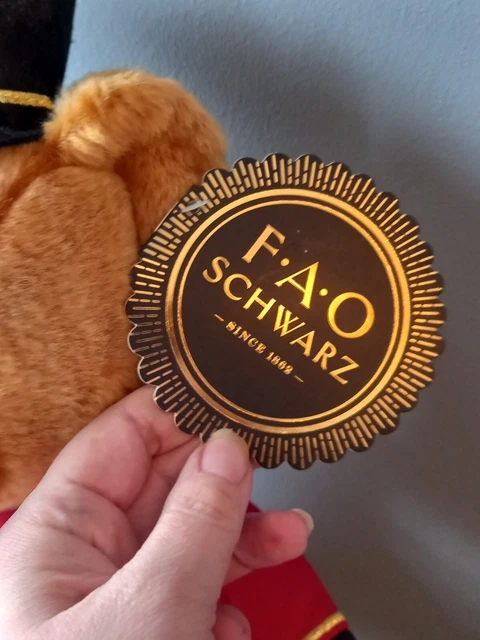 F·A·O
SCHWARZ
— SINCE 1862 —